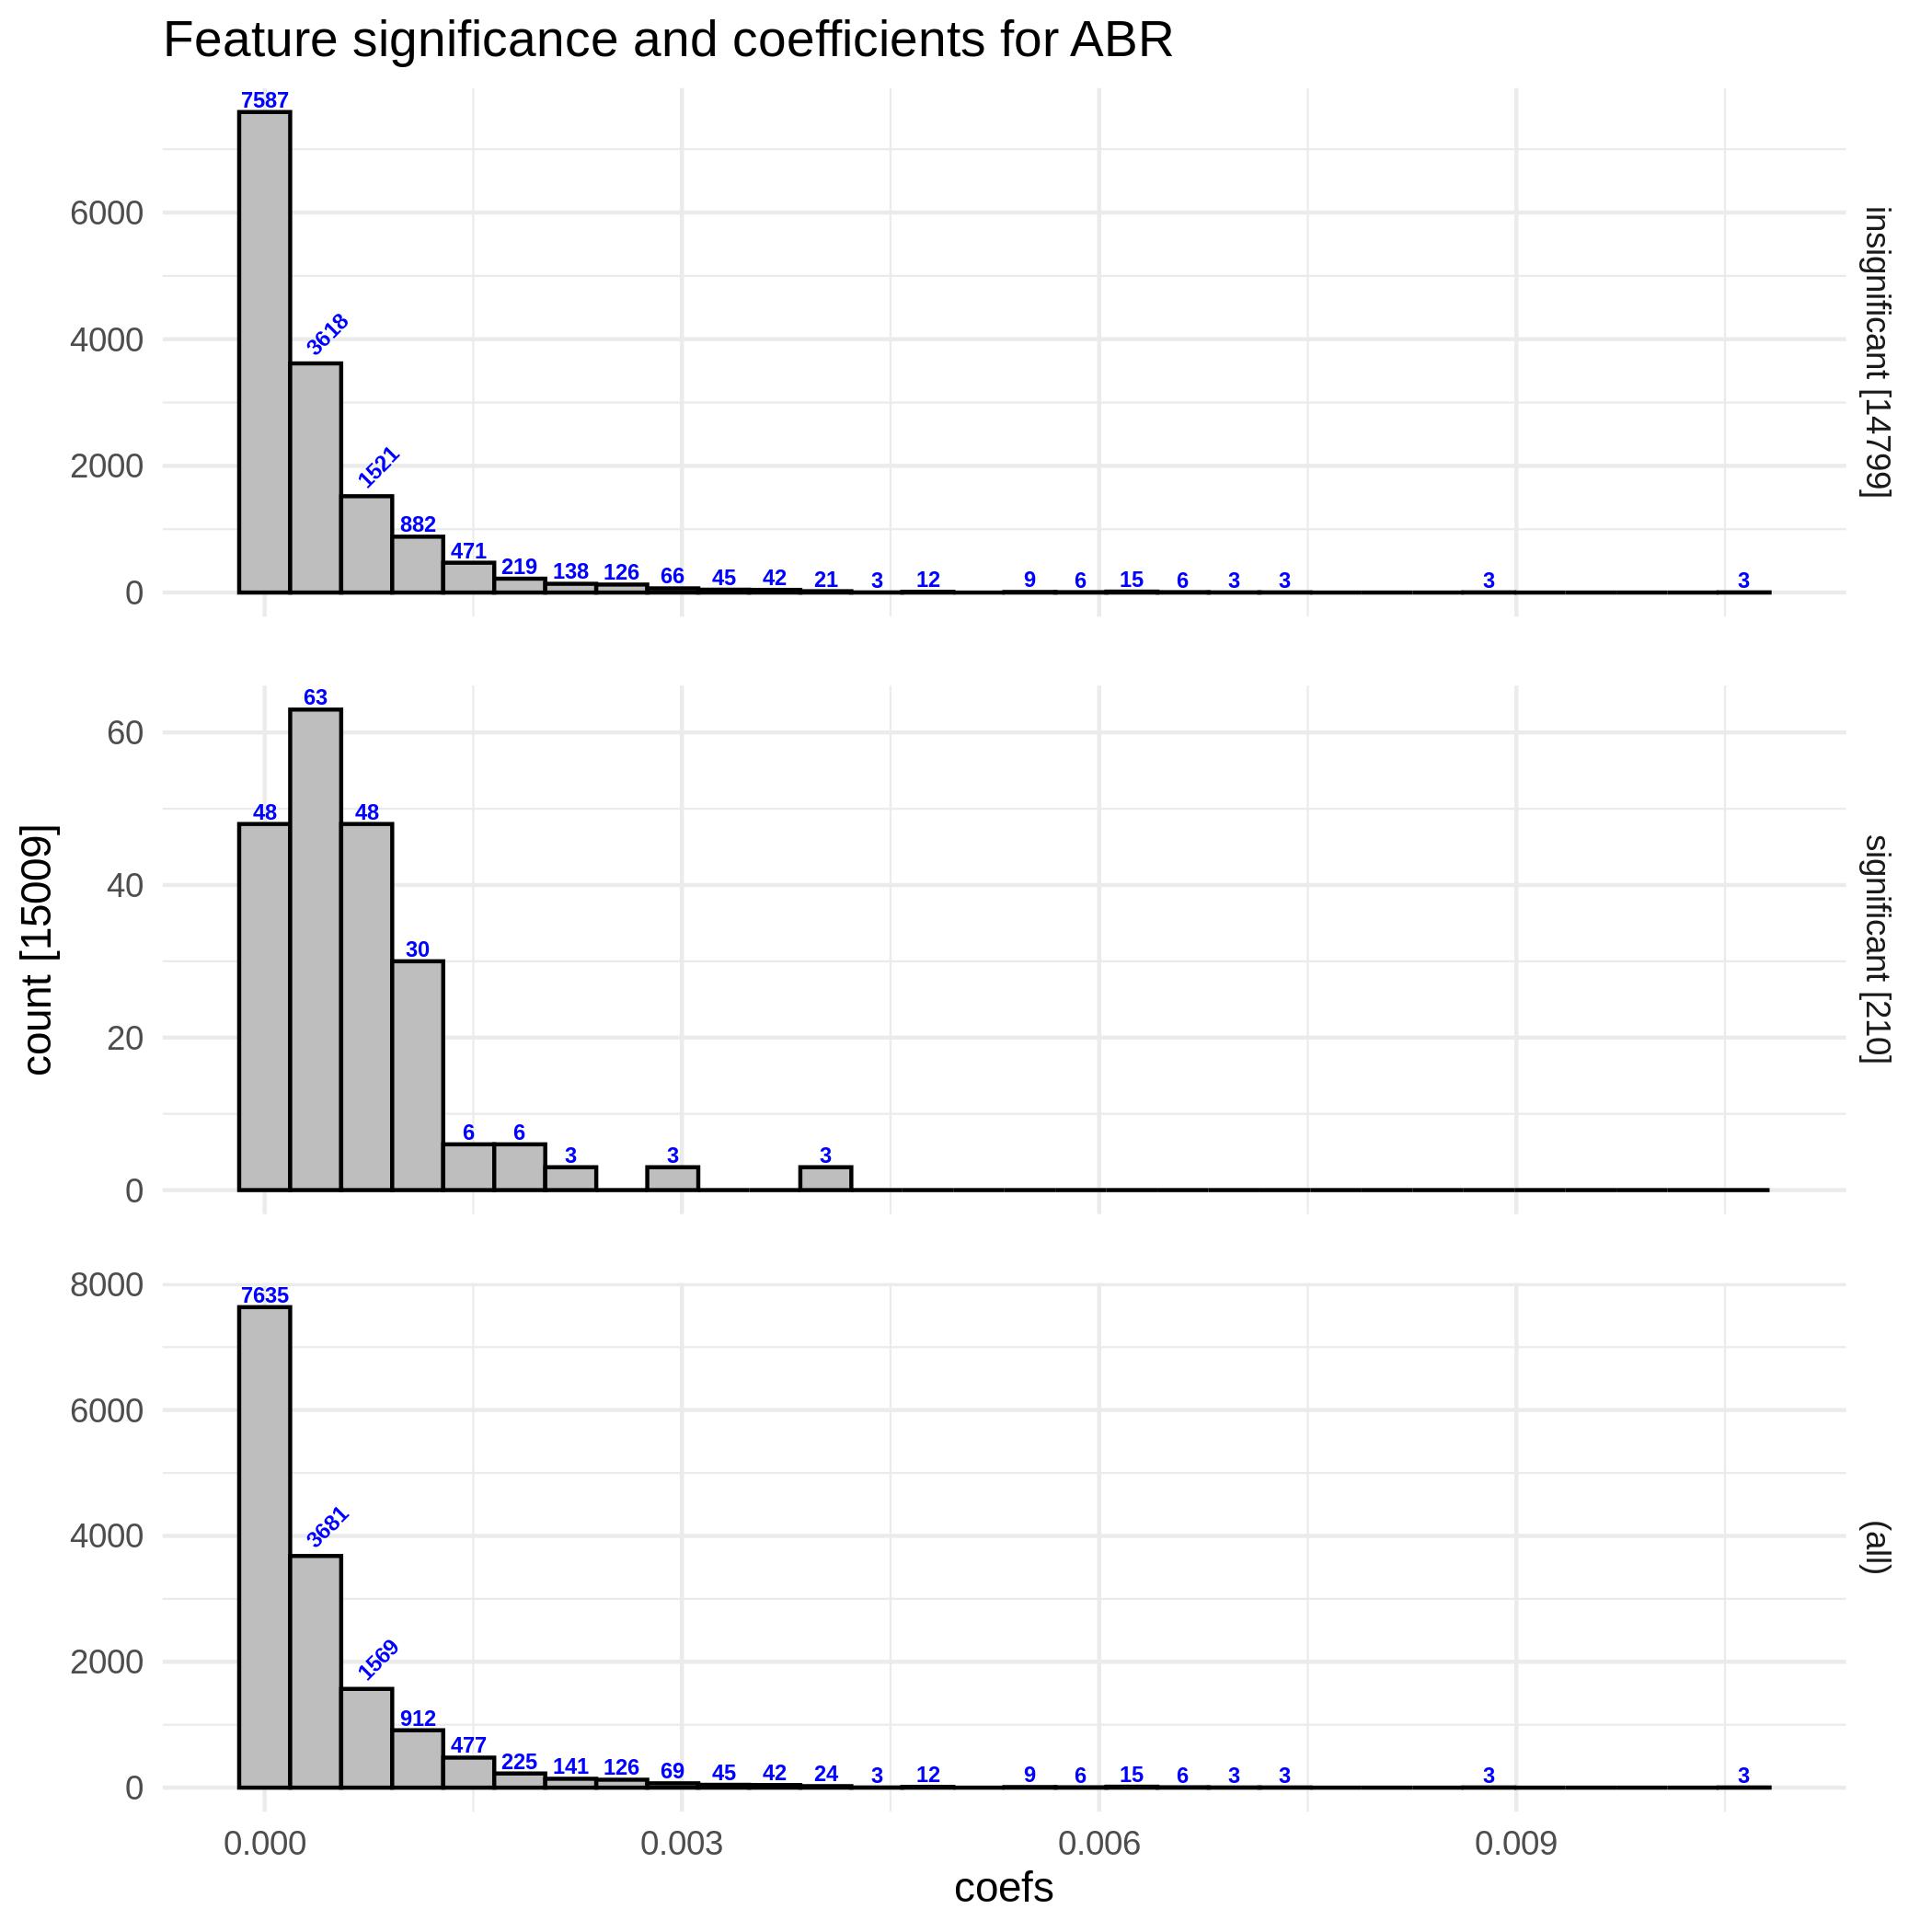 Feature significance and coefficients for ABR
7587
3618
1521
882
471 219 138 126 66 45 42 21 3 12 9 6 15 6 3 3 3 3
6000
4000
2000
0
insignificant [14799]
63
48 48
30
6 6 3 3 3
60
40
20
0
significant [210]
count [15009]
7635
3681
1569
912
477 225 141 126 69 45 42 24 3 12 9 6 15 6 3 3 3 3
8000
6000
4000
2000
0
(all)
0.000 0.003 0.006 0.009
coefs